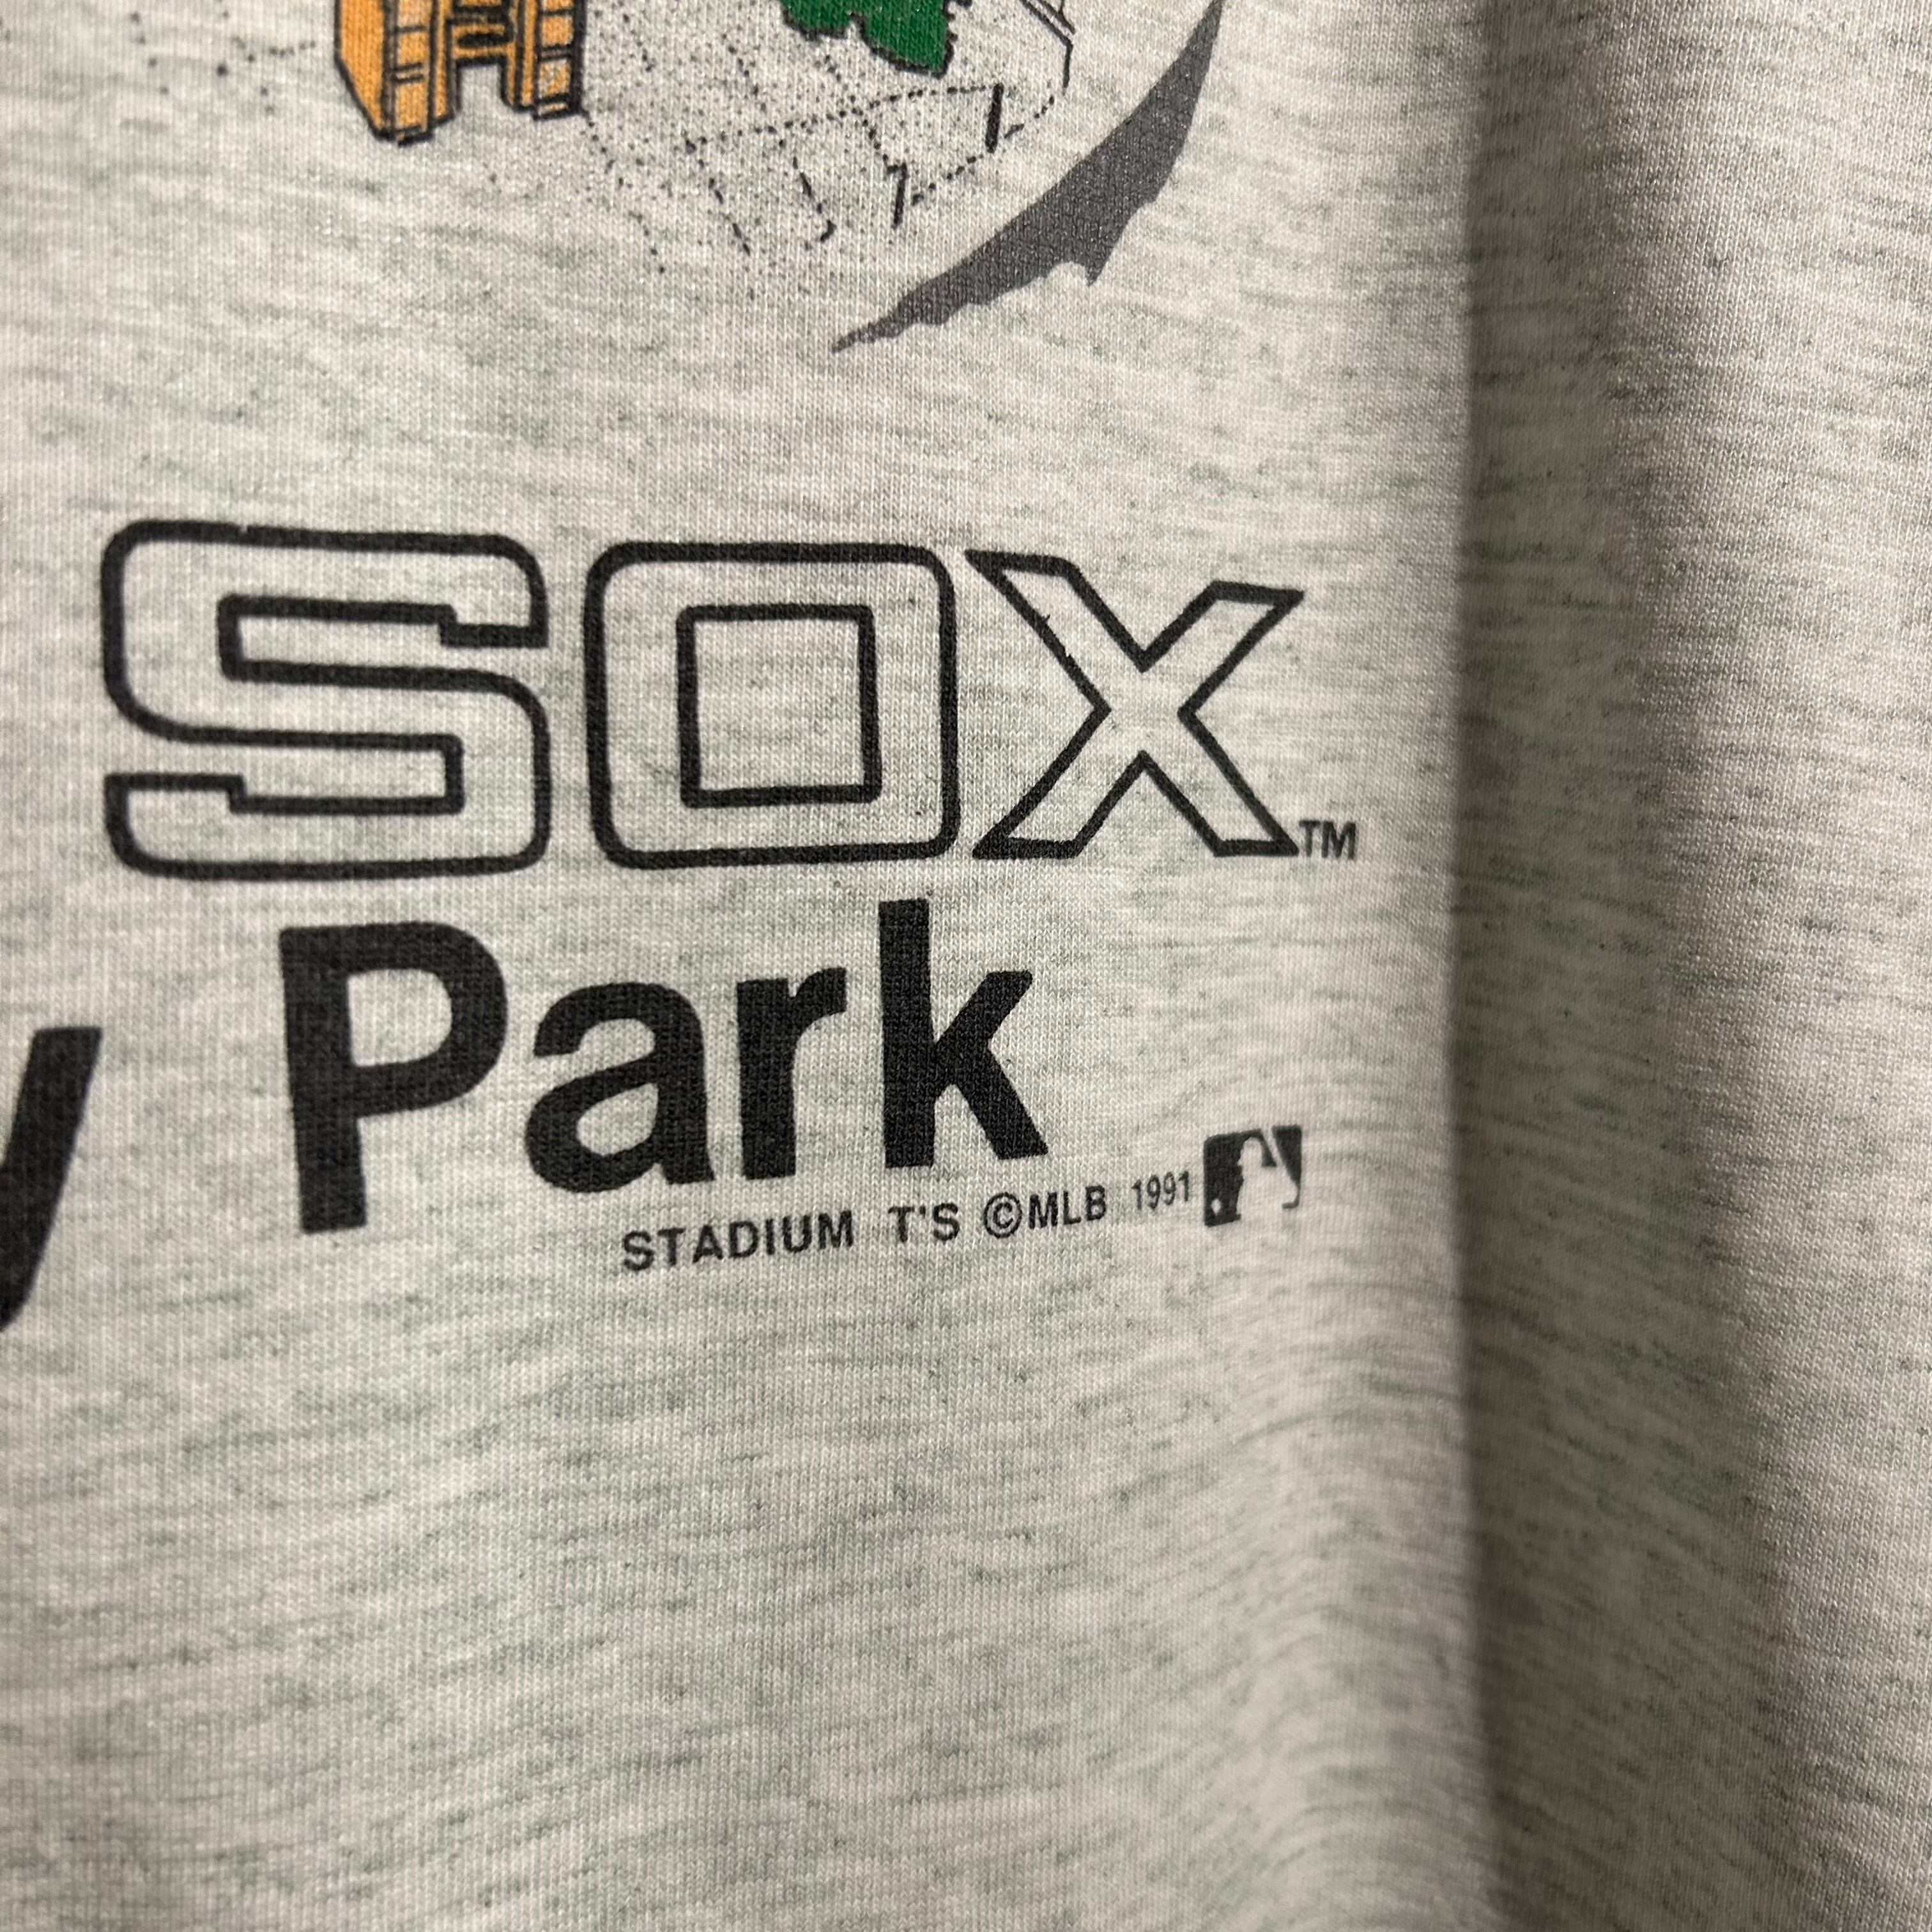 SOX™
y Park
STADIUM T'S ©MLB 1991